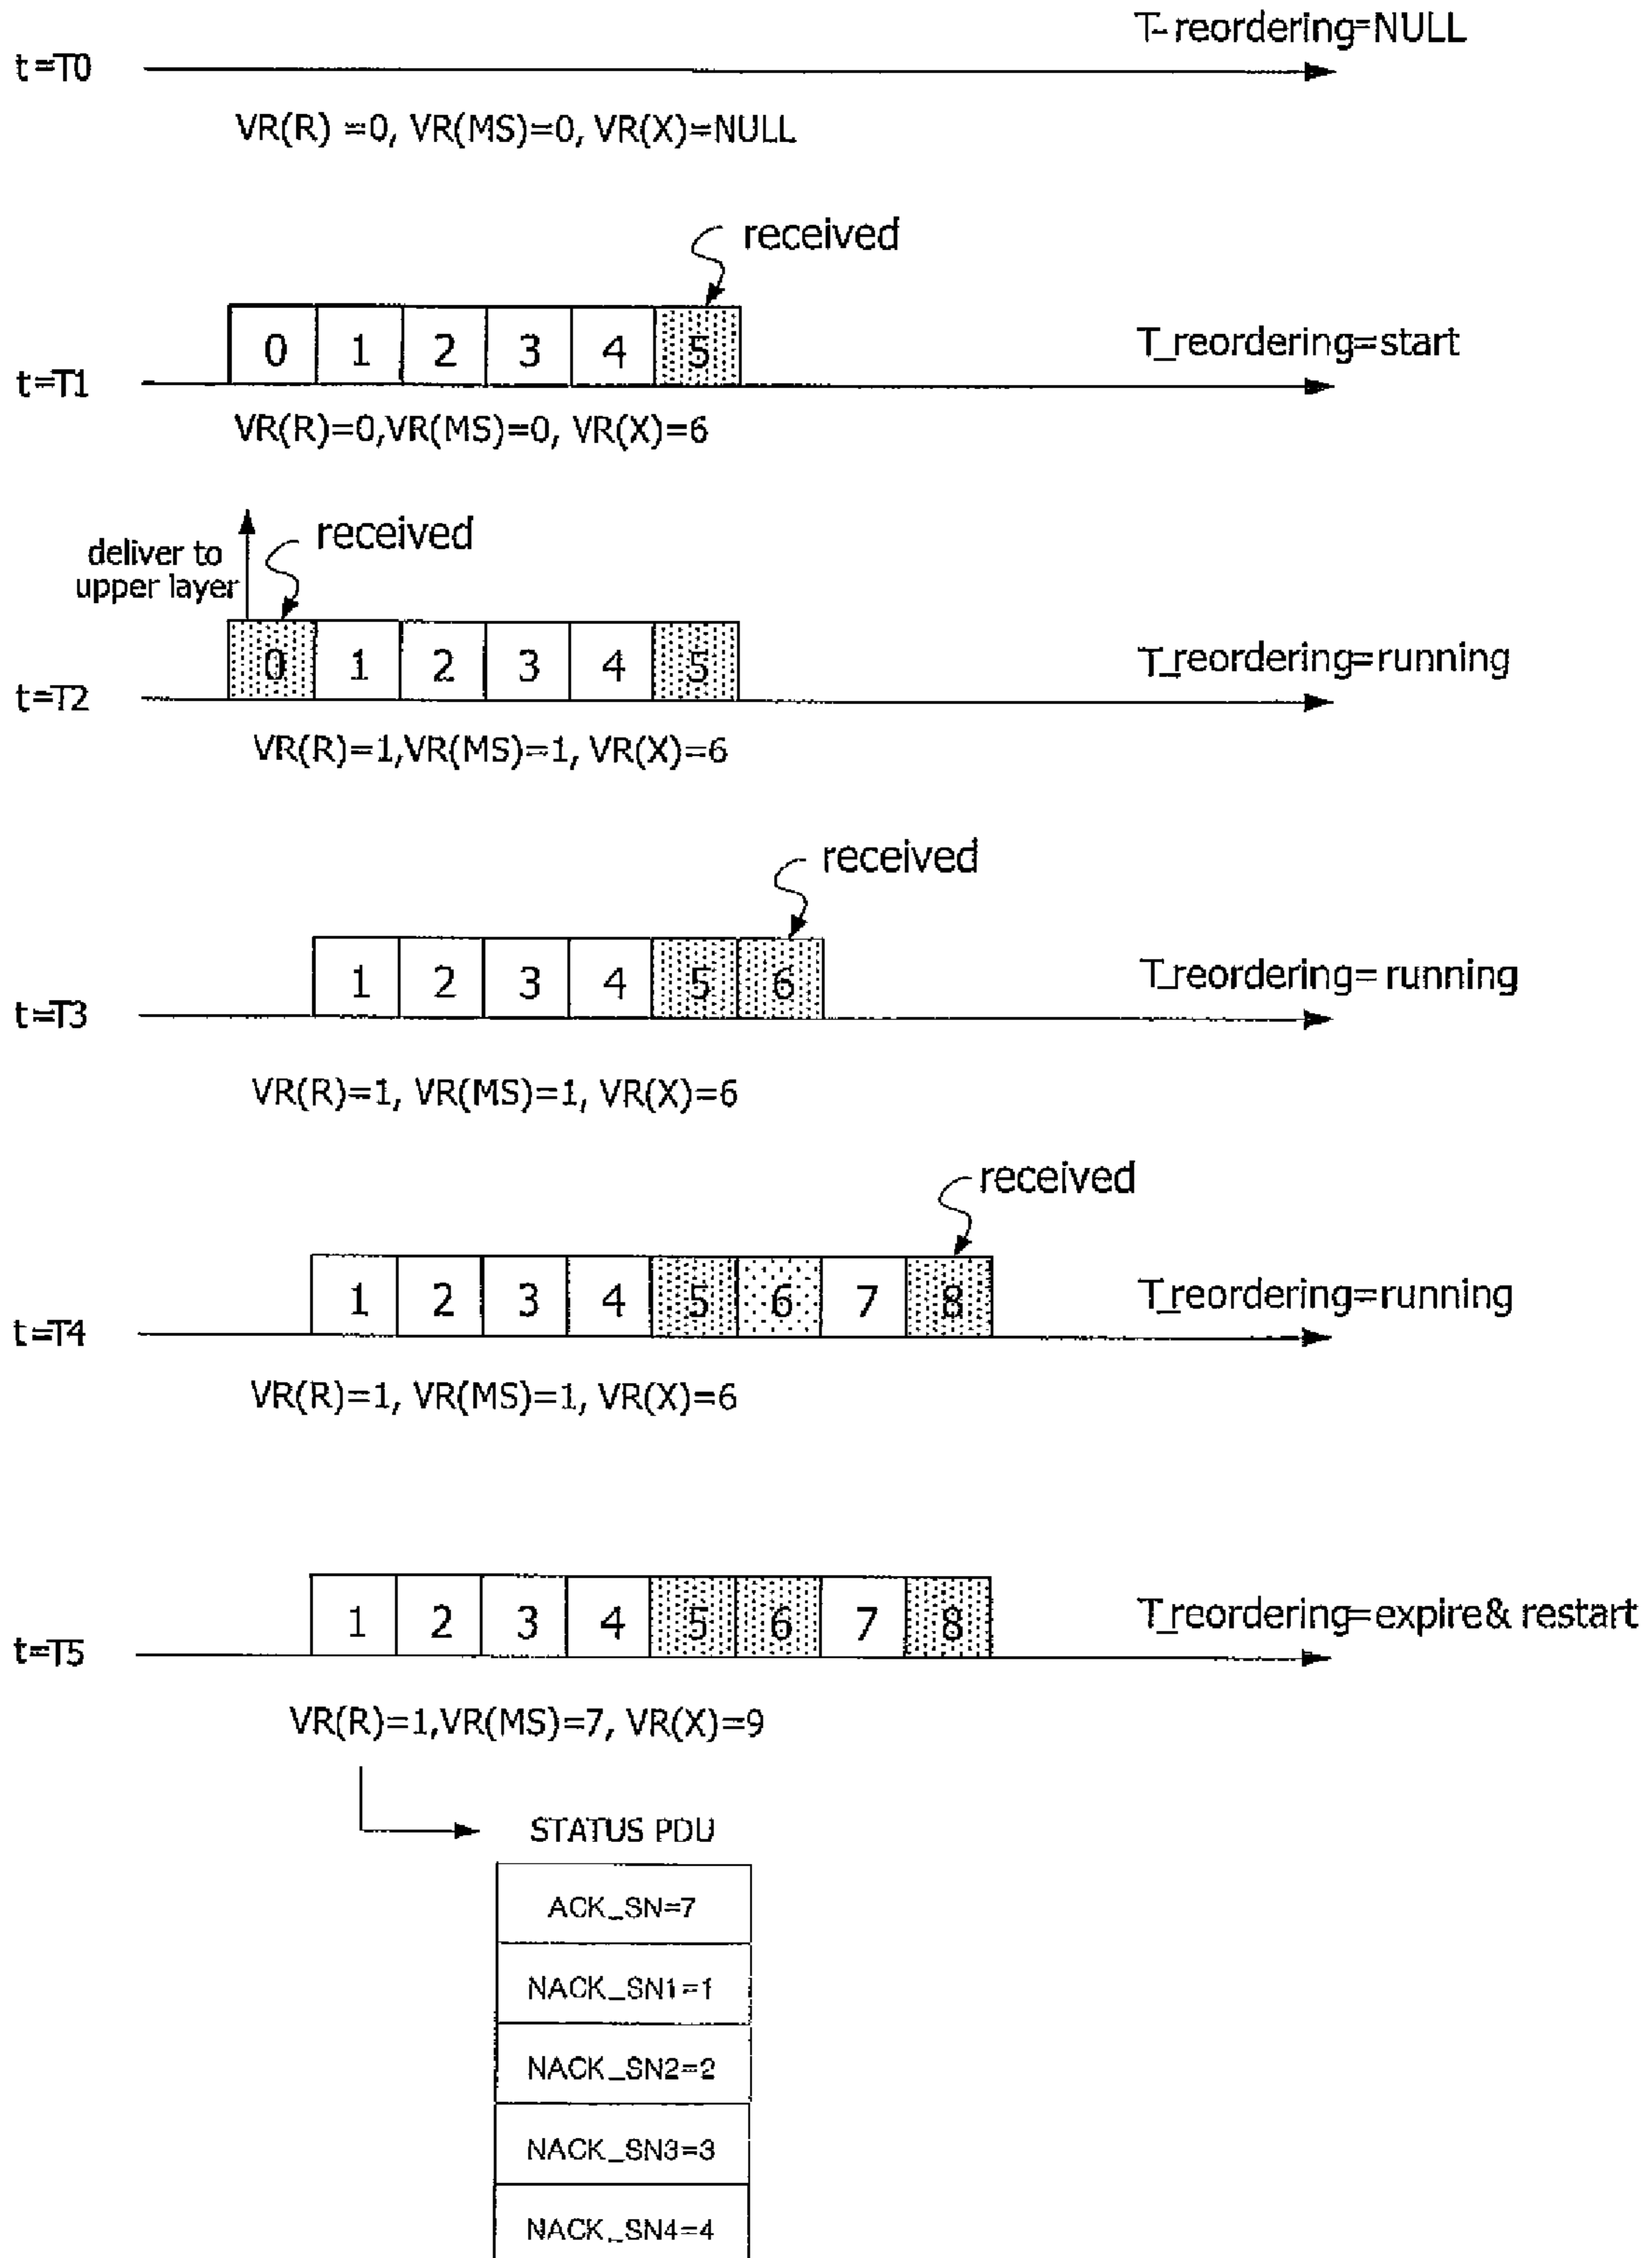 T-reordering=NULL
t=T0
VR(R) =0, VR(MS)=0, VR(X)=NULL
received
0 1 2 3 4 5
T_reordering=start
t=T1
VR(R)=0,VR(MS)=0, VR(X)=6
received
deliver to
upper layer
0 1 2 3 4 5
T_reordering=running
t=T2
VR(R)=1,VR(MS)=1, VR(X)=6
received
1 2 3 4 5 6
T_reordering= running
t=T3
VR(R)=1, VR(MS)=1, VR(X)=6
received
1 2 3 4 5 6 7 8
T_reordering=running
t=T4
VR(R)=1, VR(MS)=1, VR(X)=6
1 2 3 4 5 6 7 8
T_reordering=expire& restart
t=T5
VR(R)=1,VR(MS)=7, VR(X)=9
STATUS PDU
ACK_SN=7
NACK_SN1=1
NACK_SN2=2
NACK_SN3=3
NACK_SN4=4